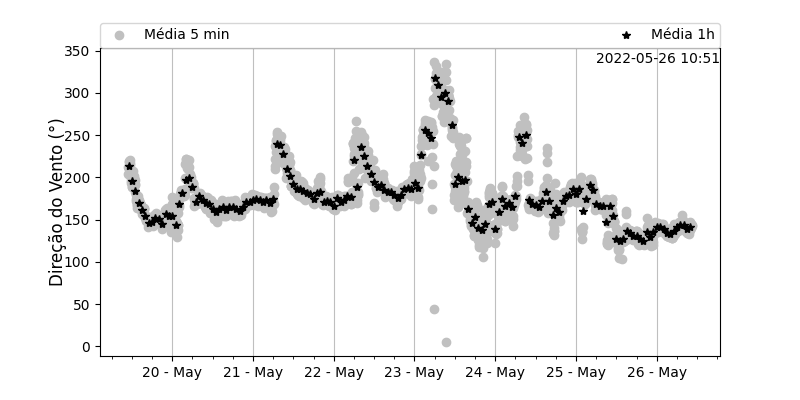 Média 5 min
Média 1h
2022-05-26 10:51
Direção do Vento (°)
350
300
250
200
150
100
50
0
20 - May
21 - May
22 - May
23 - May
24 - May
25 - May
26 - May